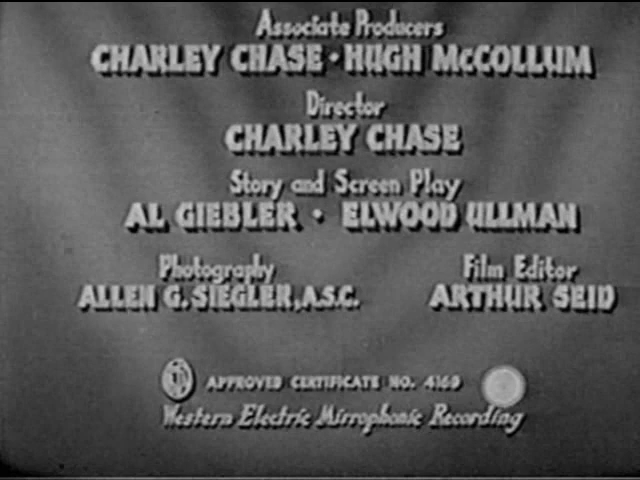 Associate Producers
CHARLEY CHASE · HUGH McCOLLUM
Director
CHARLEY CHASE
Story and Screen Play
AL GIEBLER · ELWOOD ULLMAN
Photography
ALLEN G. SIEGLER, A.S.C.
Film Editor
ARTHUR SEID
APPROVED CERTIFICATE NO.
Western Electric Mirrophonic Recording